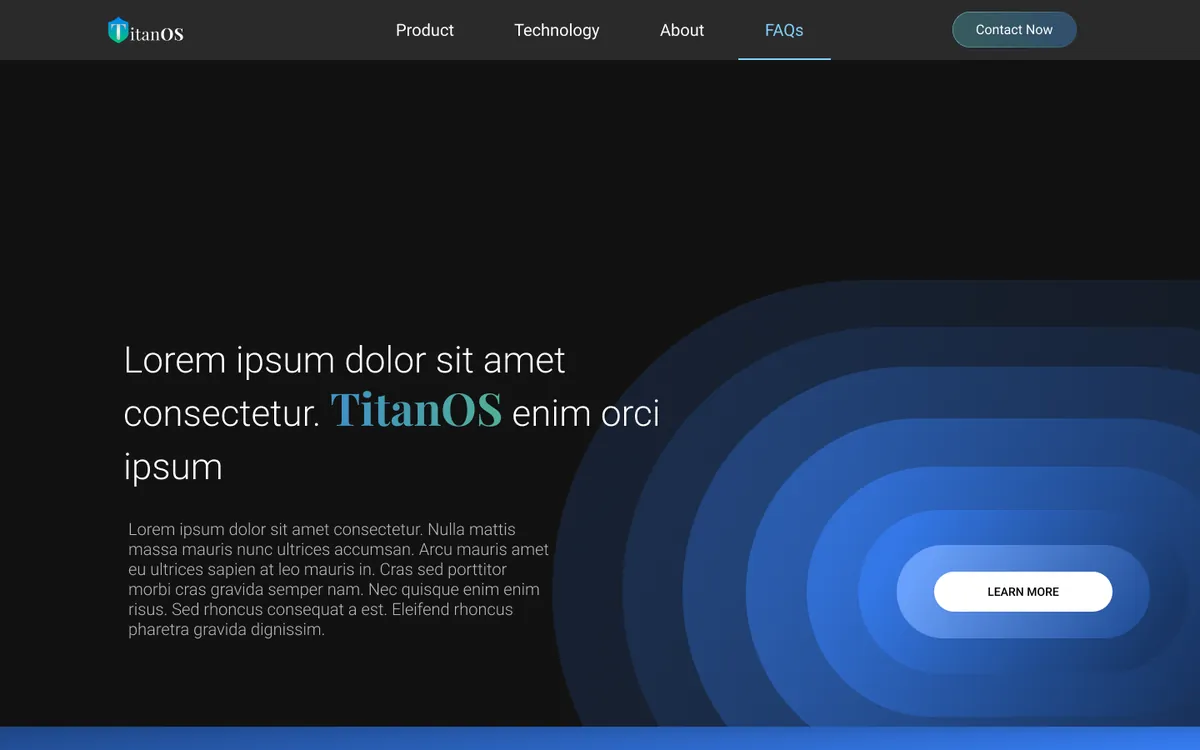 TitanOS
Product
Technology
About
FAQs
Contact Now
Lorem ipsum dolor sit amet
consectetur. TitanOS enim orci
ipsum
Lorem ipsum dolor sit amet consectetur. Nulla mattis
massa mauris nunc ultrices accumsan. Arcu mauris amet
eu ultrices sapien at leo mauris in. Cras sed porttitor
morbi cras gravida semper nam. Nec quisque enim enim
risus. Sed rhoncus consequat a est. Eleifend rhoncus
pharetra gravida dignissim.
LEARN MORE